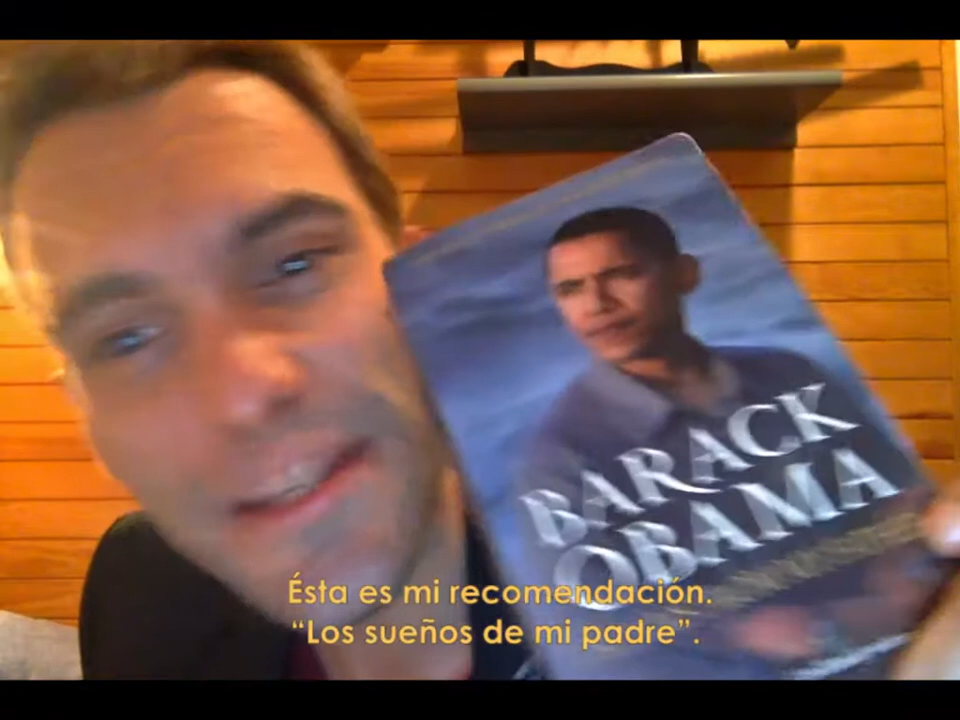 BARACK
OBAMA
Ésta es mi recomendación.
“Los sueños de mi padre”.